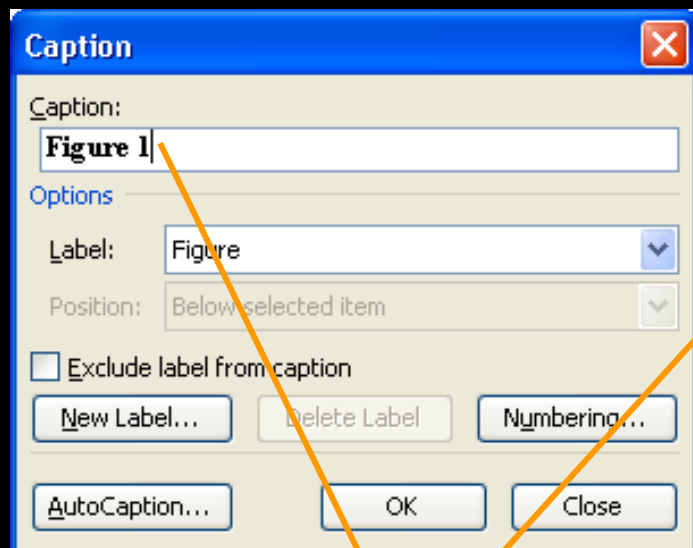 Caption
Caption:
Figure 1
Options
Label: Figure
Position: Below selected item
Exclude label from caption
New Label... Delete Label Numbering...
AutoCaption... OK Close